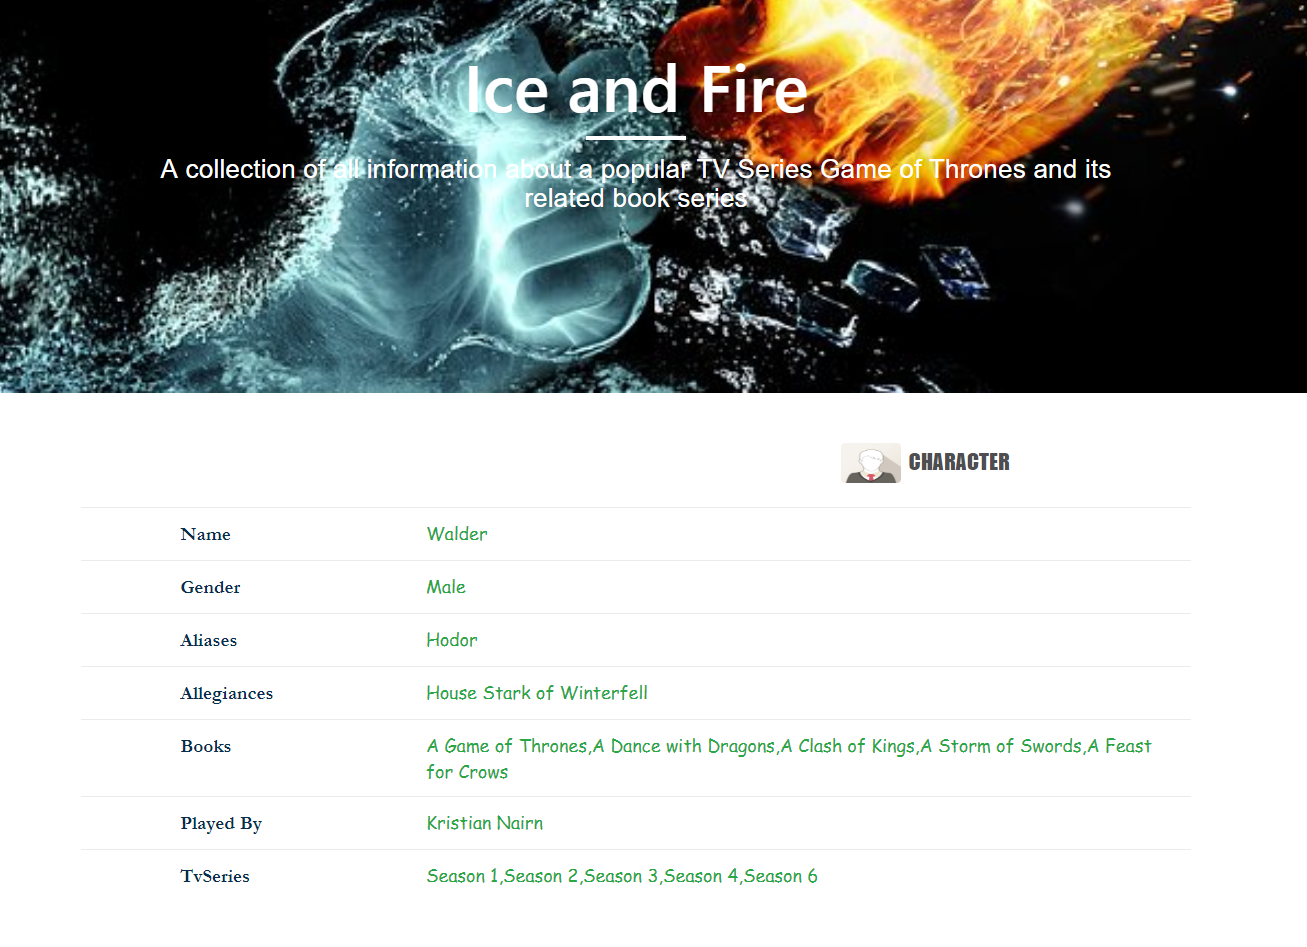 Ice and Fire
A collection of all information about a popular TV Series Game of Thrones and its
related book series
CHARACTER
Name Walder
Gender Male
Aliases Hodor
Allegiances House Stark of Winterfell
Books A Game of Thrones,A Dance with Dragons,A Clash of Kings,A Storm of Swords,A Feast
for Crows
Played By Kristian Nairn
TvSeries Season 1,Season 2,Season 3,Season 4,Season 6